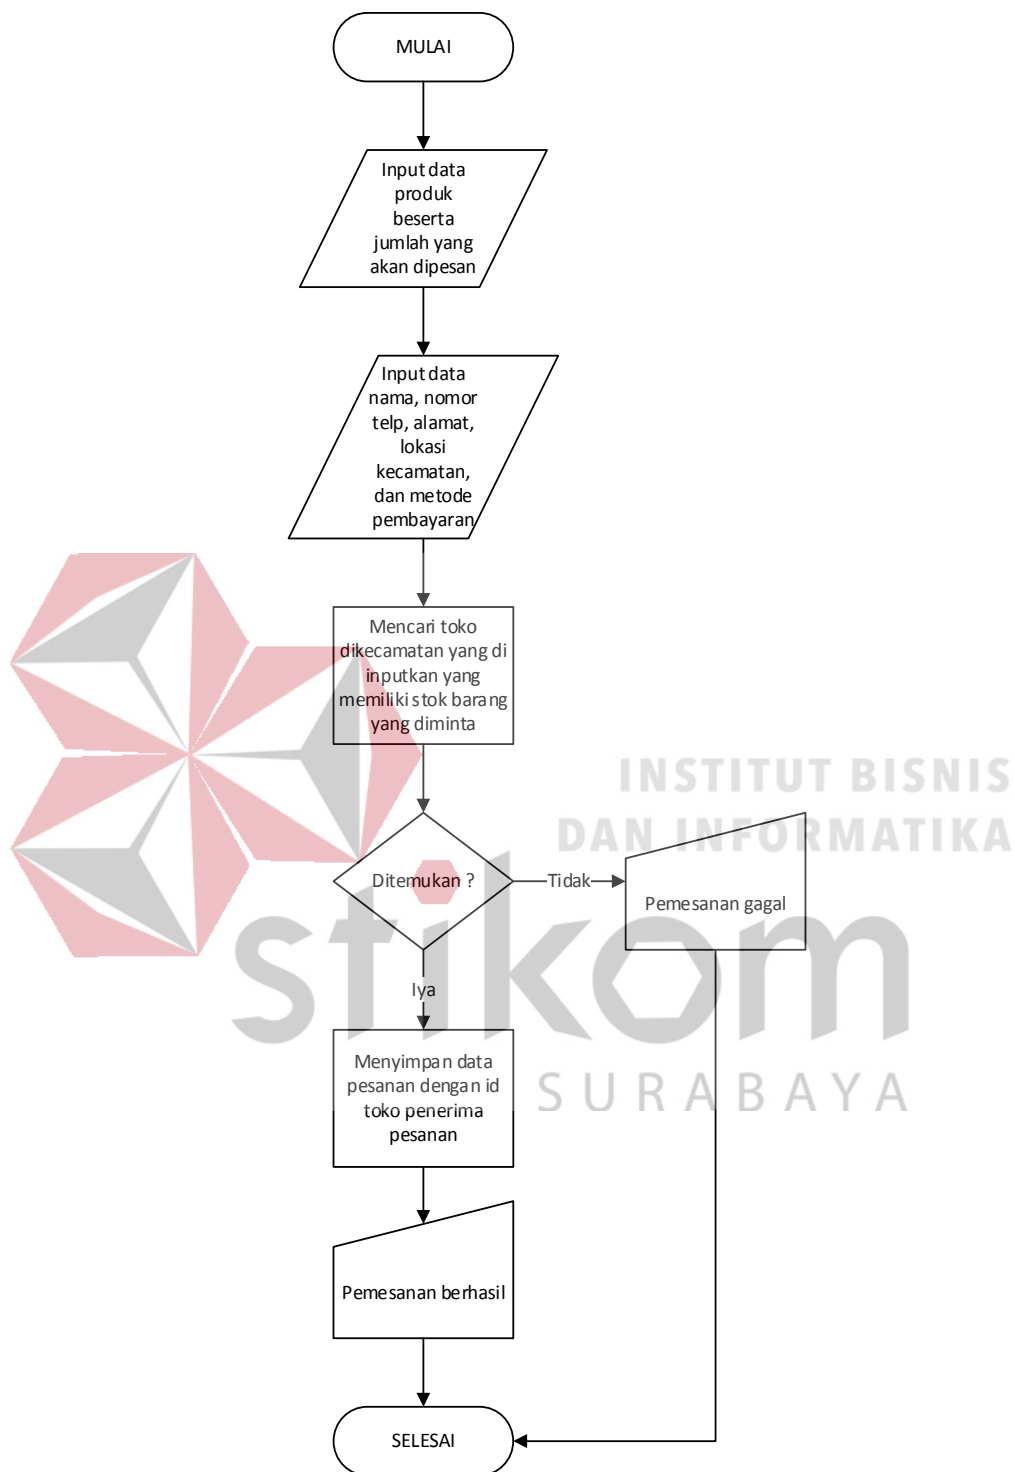 MULAI
Input data
produk
beserta
jumlah yang
akan dipesan
Input data
nama, nomor
telp, alamat,
lokasi
kecamatan,
dan metode
pembayaran
Mencari toko
dikecamatan yang di
inputkan yang
memiliki stok barang
yang diminta
INSTITUT BISNIS
DAN INFORMATIKA
Ditemukan ?
Tidak
Pemesanan gagal
stikom
Iya
Menyimpan data
pesanan dengan id
toko penerima
pesanan
SURABAYA
Pemesanan berhasil
SELESAI